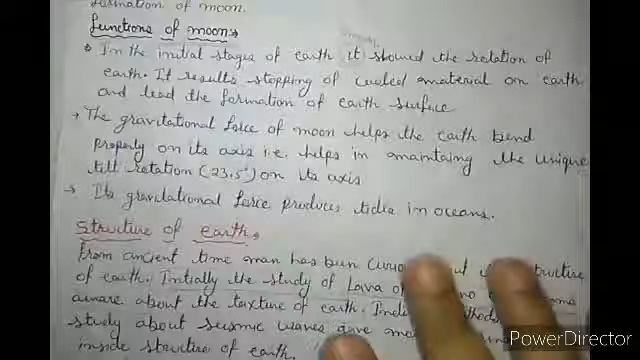 formation of moon.
functions of moon:-
In the initial stages of earth it slowed the rotation of
earth. It results stopping of cooled material on earth
and lead the formation of earth surface
→ The gravitational force of moon helps the earth bend
properly on its axis i.e. helps in maintaing the unique
tilt rotation (23.5°) on its axis
→ Its gravitational force produces tides in oceans.
Structure of earth,
from ancient time man has been
of earth. Initially the study of Lava of
aware about the taxture of earth.
study about seismic waves gave
inside structure of earth.
PowerDirector